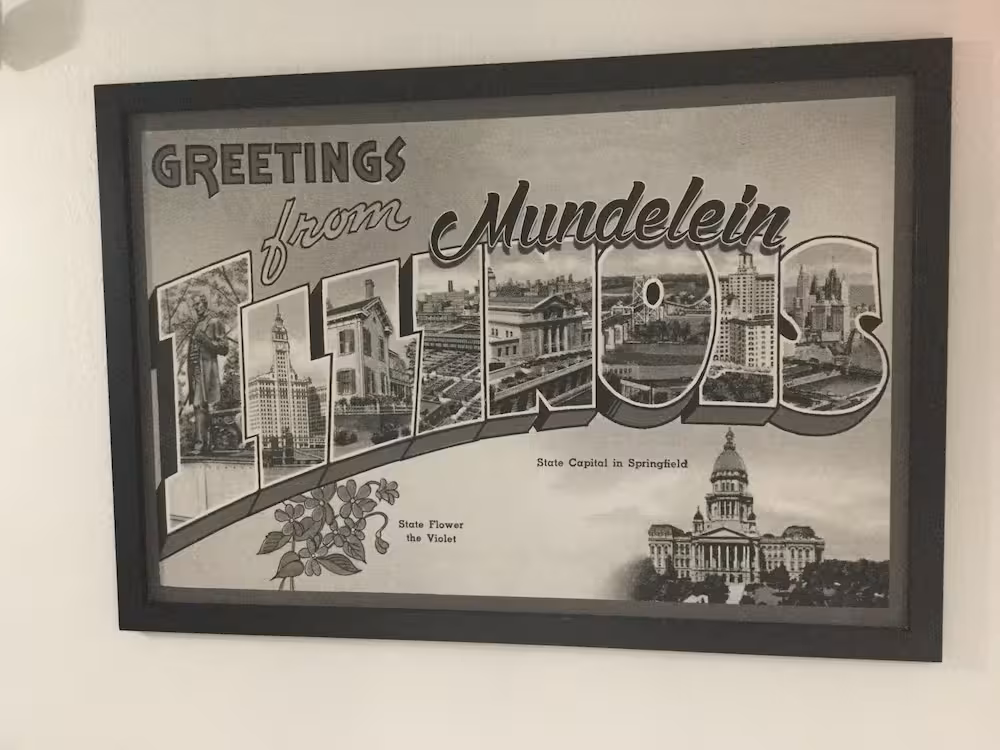 GREETINGS
from
Mundelein
ILLINOIS
State Capital in Springfield
State Flower
the Violet